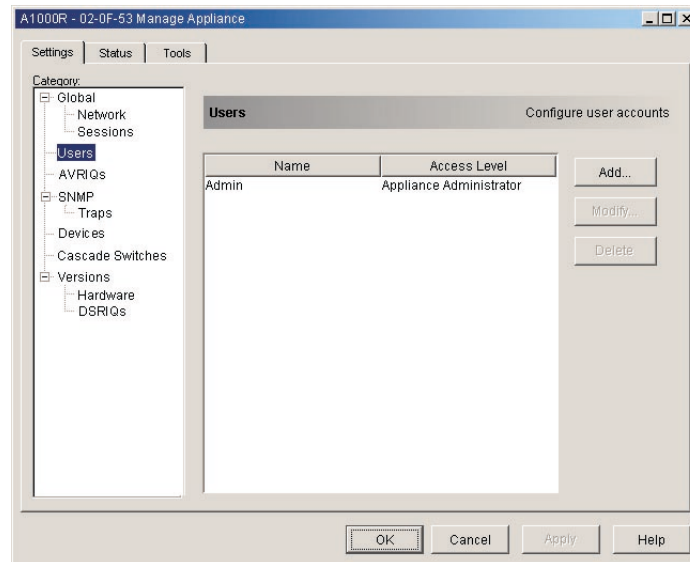 A1000R - 02-0F-53 Manage Appliance
Settings Status Tools
Category:
Global
Network
Sessions
Users
AVRIQs
SNMP
Traps
Devices
Cascade Switches
Versions
Hardware
DSRIQs
Users Configure user accounts
Name Access Level
Admin Appliance Administrator
Add...
Modify...
Delete
OK Cancel Apply Help